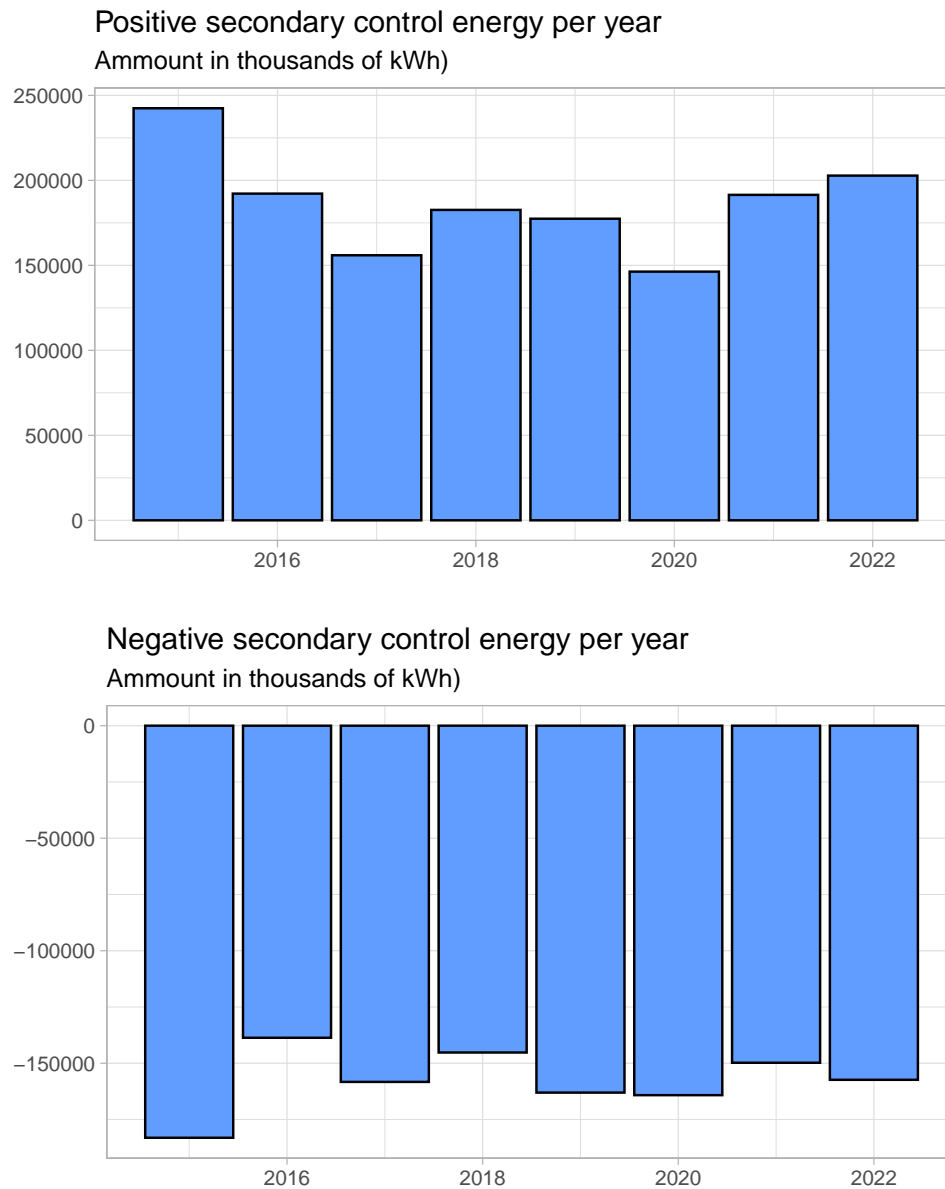 Positive secondary control energy per year
Ammount in thousands of kWh)
250000
200000
150000
100000
50000
0
2016 2018 2020 2022
Negative secondary control energy per year
Ammount in thousands of kWh)
0
−50000
−100000
−150000
2016 2018 2020 2022